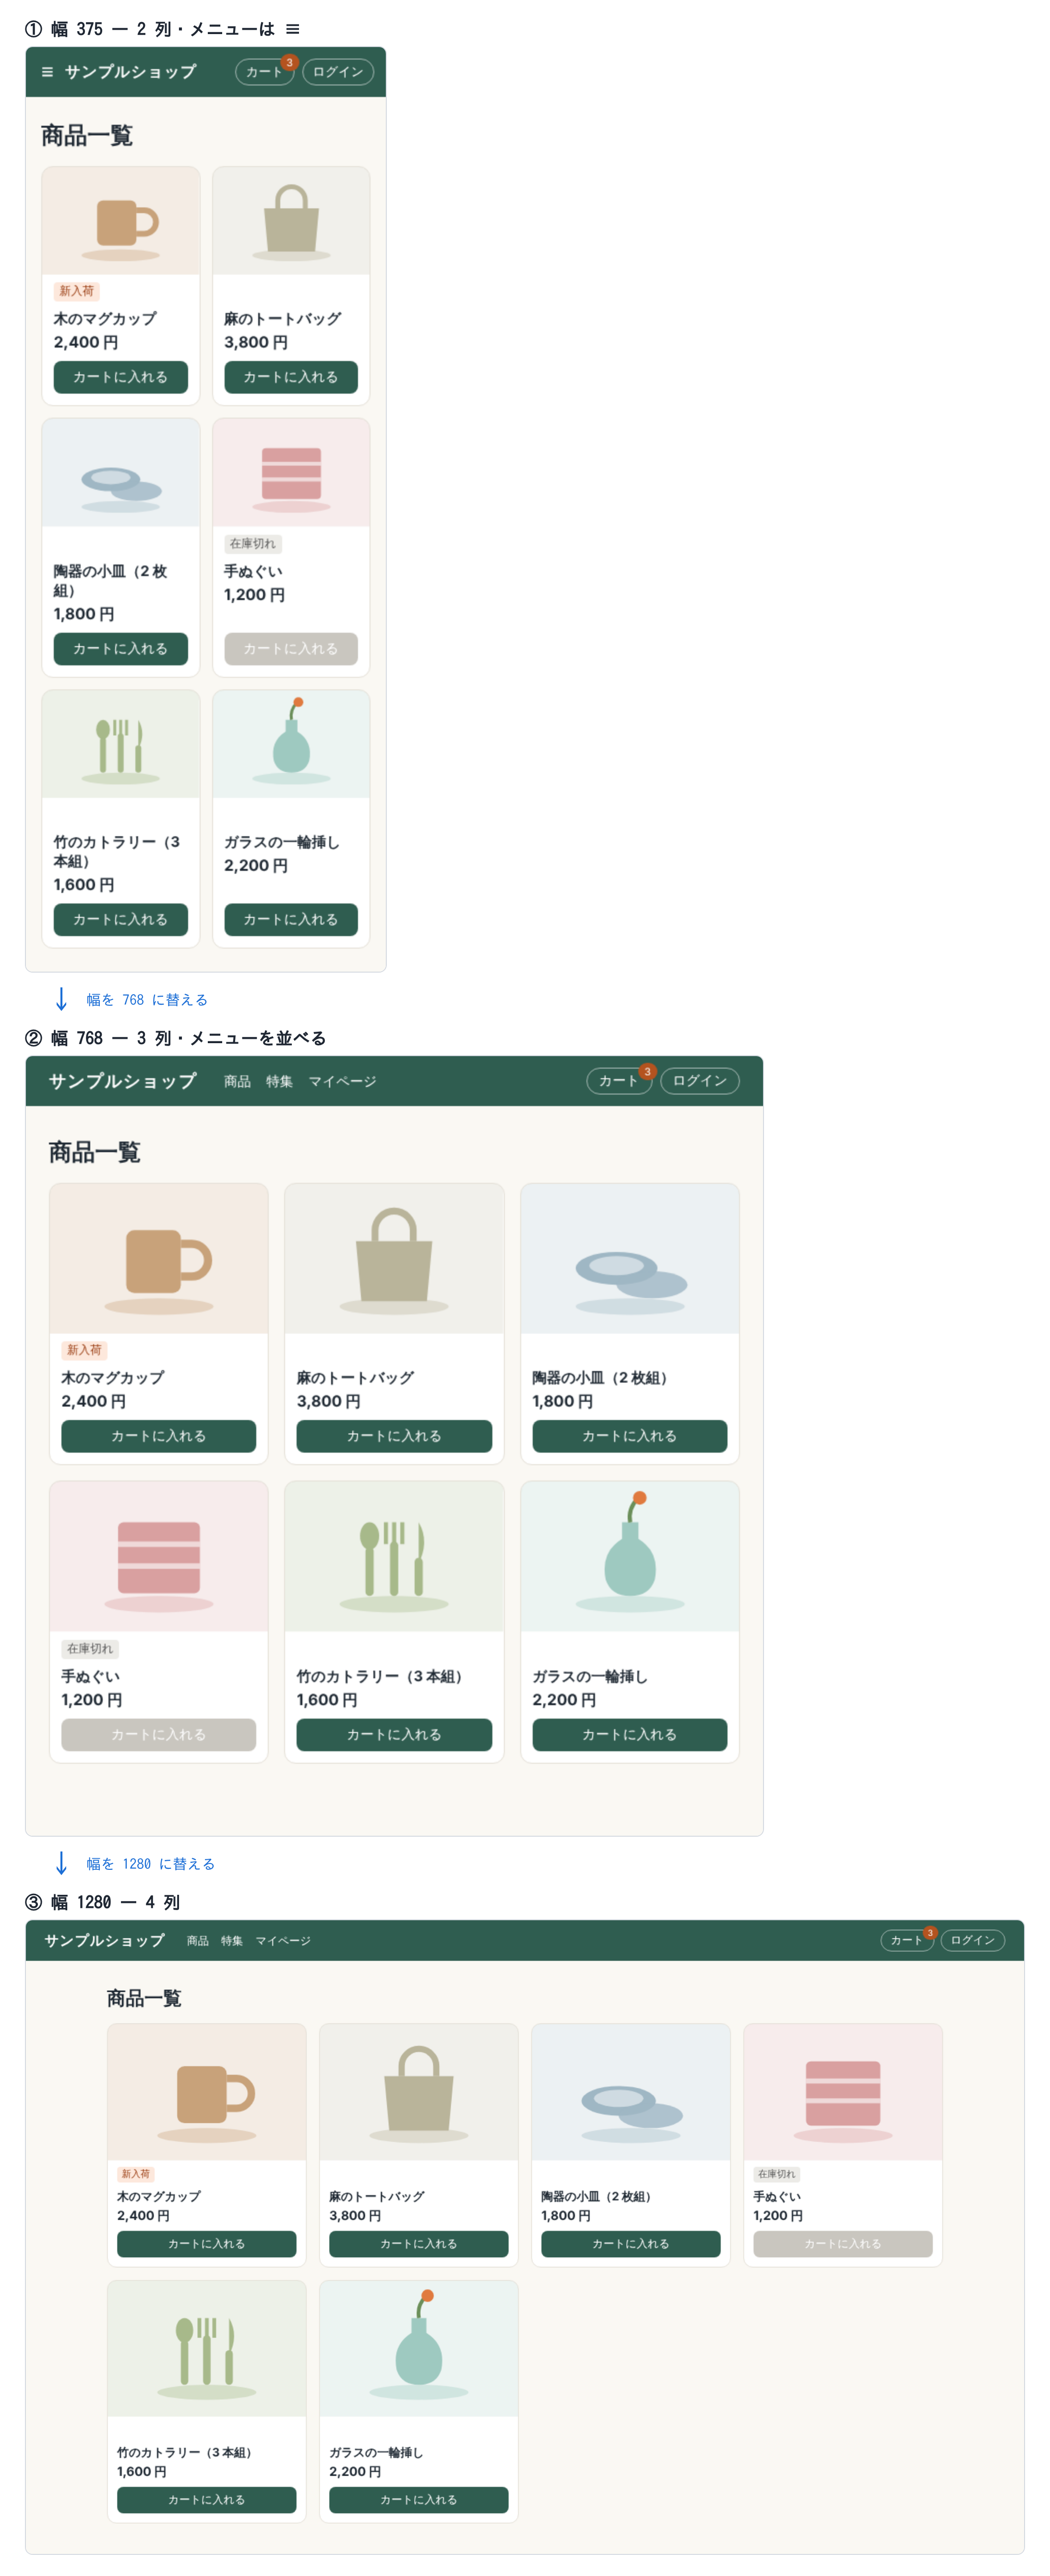 ① 幅 375 — 2 列・メニューは ≡
≡ サンプルショップ カート 3 ログイン
商品一覧
新入荷
木のマグカップ 麻のトートバッグ
2,400 円 3,800 円
カートに入れる カートに入れる
在庫切れ
陶器の小皿（2 枚 手ぬぐい
組） 1,200 円
1,800 円
カートに入れる カートに入れる
竹のカトラリー（3 ガラスの一輪挿し
本組） 2,200 円
1,600 円
カートに入れる カートに入れる
↓ 幅を 768 に替える
② 幅 768 — 3 列・メニューを並べる
サンプルショップ 商品 特集 マイページ カート 3 ログイン
商品一覧
新入荷
木のマグカップ 麻のトートバッグ 陶器の小皿（2 枚組）
2,400 円 3,800 円 1,800 円
カートに入れる カートに入れる カートに入れる
在庫切れ
手ぬぐい 竹のカトラリー（3 本組） ガラスの一輪挿し
1,200 円 1,600 円 2,200 円
カートに入れる カートに入れる カートに入れる
↓ 幅を 1280 に替える
③ 幅 1280 — 4 列
サンプルショップ 商品 特集 マイページ カート 3 ログイン
商品一覧
新入荷 在庫切れ
木のマグカップ 麻のトートバッグ 陶器の小皿（2 枚組） 手ぬぐい
2,400 円 3,800 円 1,800 円 1,200 円
カートに入れる カートに入れる カートに入れる カートに入れる
竹のカトラリー（3 本組） ガラスの一輪挿し
1,600 円 2,200 円
カートに入れる カートに入れる